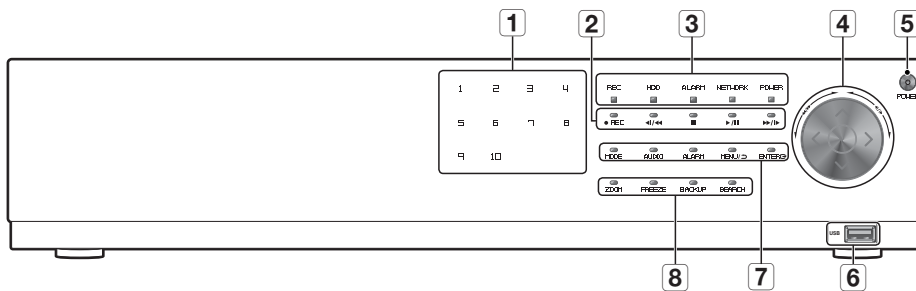 1 2 3 4 5
1 2 3 4
5 6 7 8
9 10
REC HDD ALARM NETWORK POWER
POWER
● REC ◀|/◀◀ ■ ▶/❚❚ ▶▶/|▶
MODE AUDIO ALARM MENU/⮌ ENTER
ZOOM FREEZE BACKUP SEARCH
USB
8 7 6